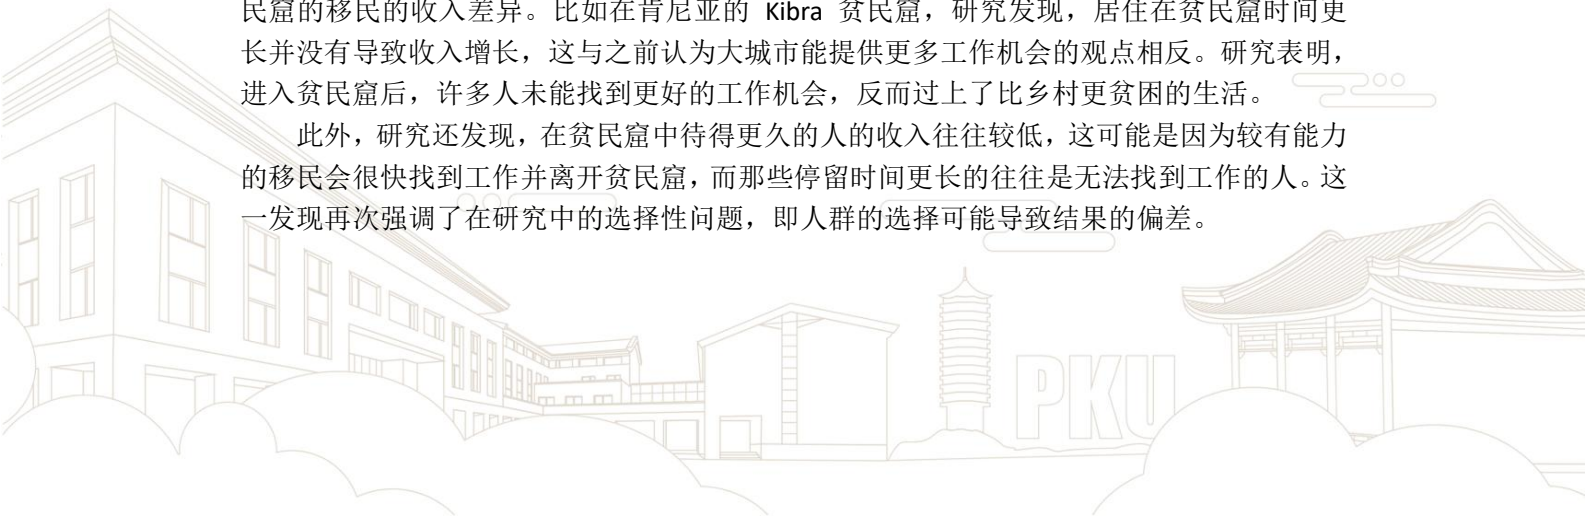 民窟的移民的收入差异。比如在肯尼亚的 Kibra 贫民窟，研究发现，居住在贫民窟时间更
长并没有导致收入增长，这与之前认为大城市能提供更多工作机会的观点相反。研究表明，
进入贫民窟后，许多人未能找到更好的工作机会，反而过上了比乡村更贫困的生活。
此外，研究还发现，在贫民窟中待得更久的人的收入往往较低，这可能是因为较有能力
的移民会很快找到工作并离开贫民窟，而那些停留时间更长的往往是无法找到工作的人。这
一发现再次强调了在研究中的选择性问题，即人群的选择可能导致结果的偏差。
PKU